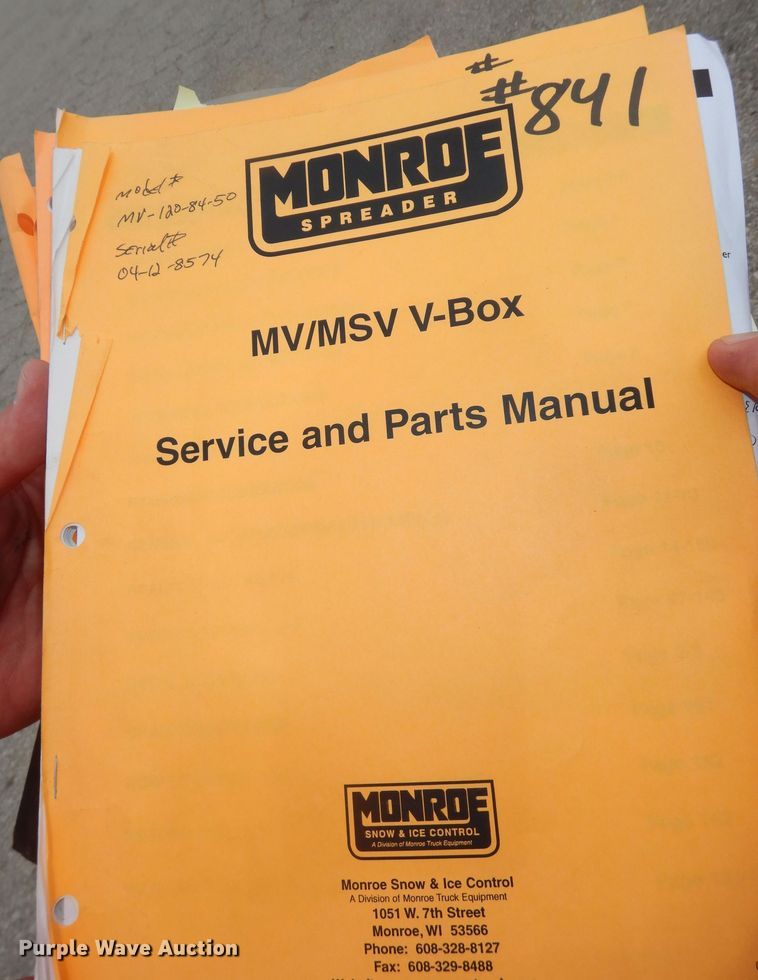 #
#841
Model #
MV-120-84-50
Serial #
04-12-8574
MONROE
SPREADER
MV/MSV V-Box
Service and Parts Manual
MONROE
SNOW & ICE CONTROL
A Division of Monroe Truck Equipment
Monroe Snow & Ice Control
A Division of Monroe Truck Equipment
1051 W. 7th Street
Monroe, WI 53566
Phone: 608-328-8127
Fax: 608-329-8488
er
Purple Wave Auction